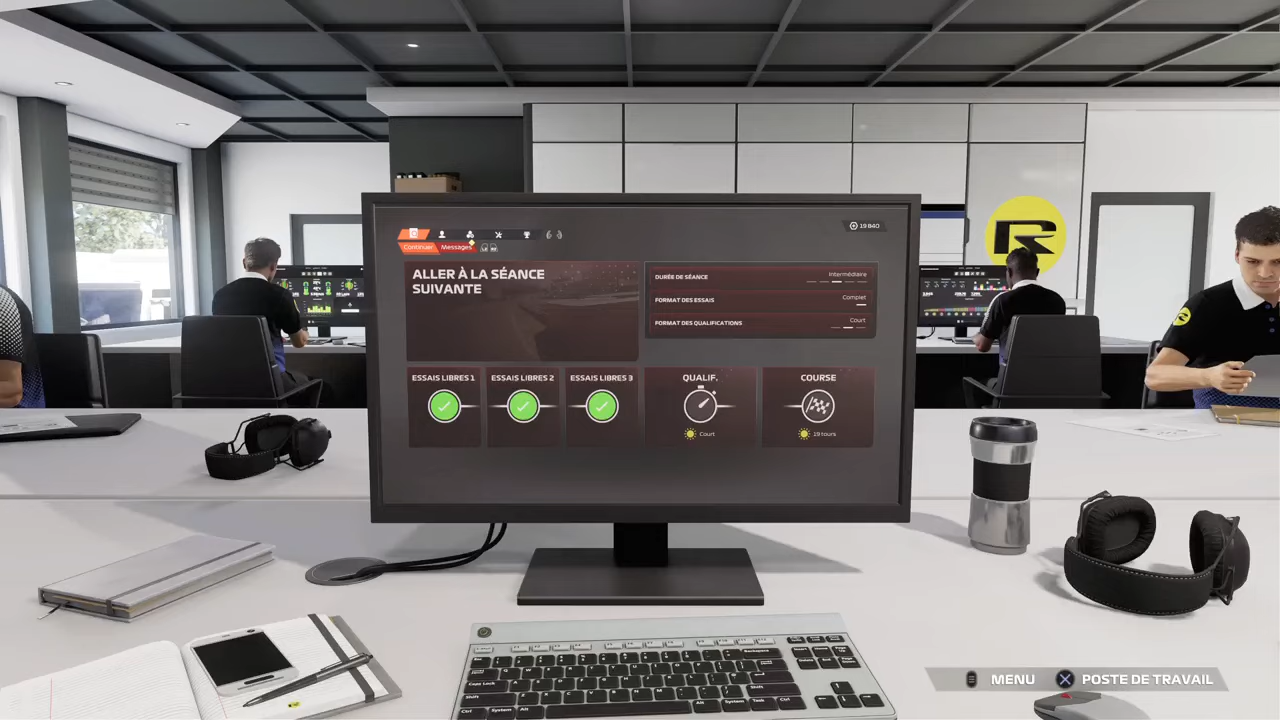 19 840
Continuer Messages
ALLER À LA SÉANCE
SUIVANTE
DURÉE DE SÉANCE Intermédiaire
FORMAT DES ESSAIS Complet
FORMAT DES QUALIFICATIONS Court
ESSAIS LIBRES 1 ESSAIS LIBRES 2 ESSAIS LIBRES 3 QUALIF. COURSE
Court 19 tours
MENU POSTE DE TRAVAIL